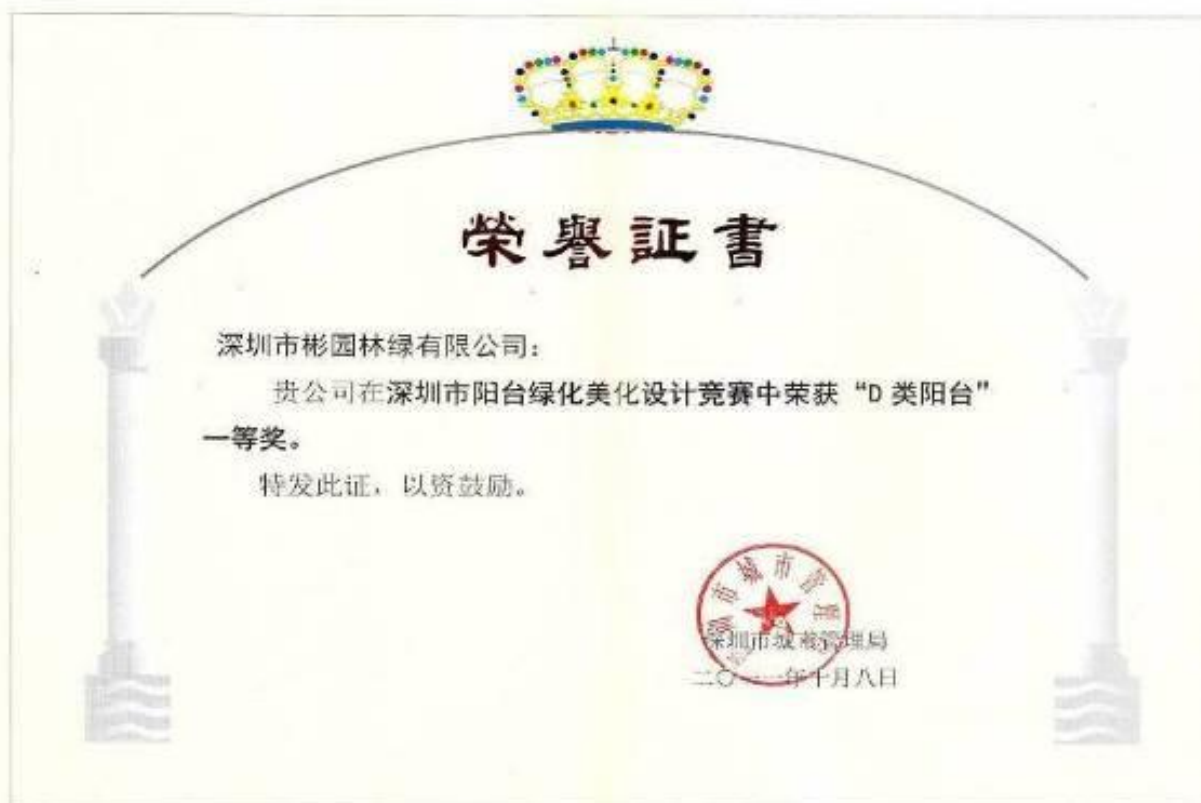 榮譽証書
深圳市彬园林绿有限公司：
贵公司在深圳市阳台绿化美化设计竞赛中荣获“D 类阳台”
一等奖。
特发此证，以资鼓励。
深圳市城市管理局
二〇一一年十月八日